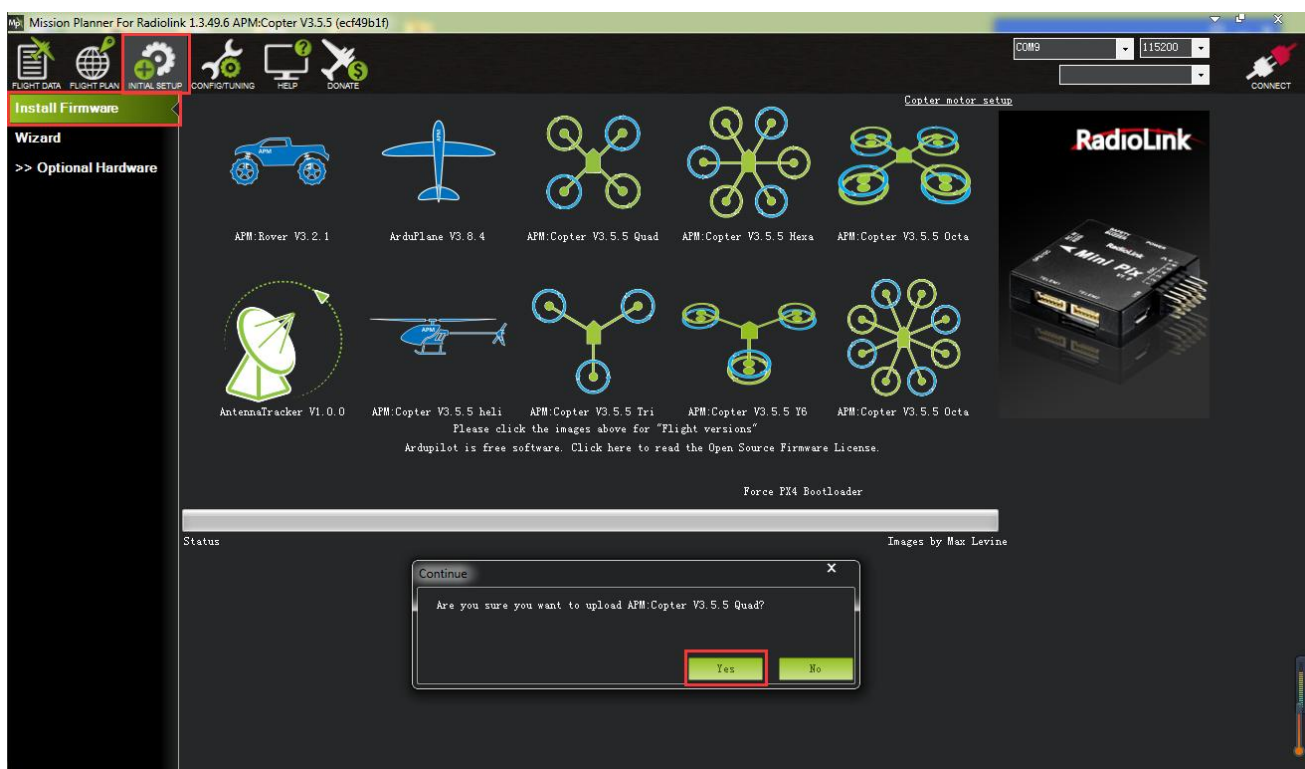 Mission Planner For Radiolink 1.3.49.6 APM:Copter V3.5.5 (ecf49b1f)
FLIGHT DATA FLIGHT PLAN INITIAL SETUP CONFIG/TUNING HELP DONATE
COM9 115200
CONNECT
Install Firmware
Wizard
>> Optional Hardware
Copter motor setup
RadioLink
APM:Rover V3.2.1 ArduPlane V3.8.4 APM:Copter V3.5.5 Quad APM:Copter V3.5.5 Hexa APM:Copter V3.5.5 Octa
Mini Pix
AntennaTracker V1.0.0 APM:Copter V3.5.5 heli APM:Copter V3.5.5 Tri APM:Copter V3.5.5 Y6 APM:Copter V3.5.5 Octa
Please click the images above for "Flight versions"
Ardupilot is free software. Click here to read the Open Source Firmware License.
Force PX4 Bootloader
Status Images by Max Levine
Continue
Are you sure you want to upload APM:Copter V3.5.5 Quad?
Yes No